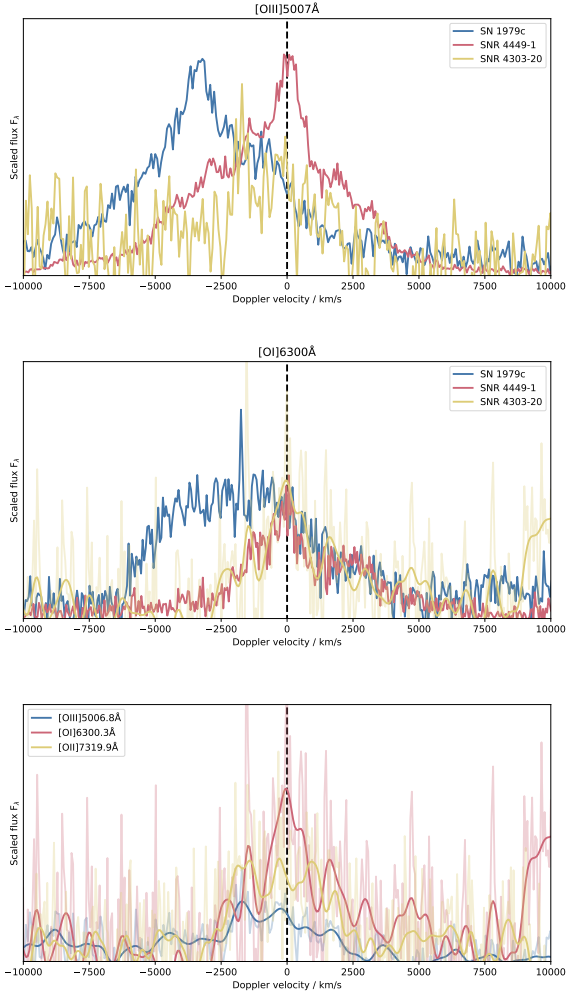 [OIII]5007Å
SN 1979c
SNR 4449-1
SNR 4303-20
Scaled flux Fλ
−10000 −7500 −5000 −2500 0 2500 5000 7500 10000
Doppler velocity / km/s
[OI]6300Å
SN 1979c
SNR 4449-1
SNR 4303-20
Scaled flux Fλ
−10000 −7500 −5000 −2500 0 2500 5000 7500 10000
Doppler velocity / km/s
[OIII]5006.8Å
[OI]6300.3Å
[OII]7319.9Å
Scaled flux Fλ
−10000 −7500 −5000 −2500 0 2500 5000 7500 10000
Doppler velocity / km/s